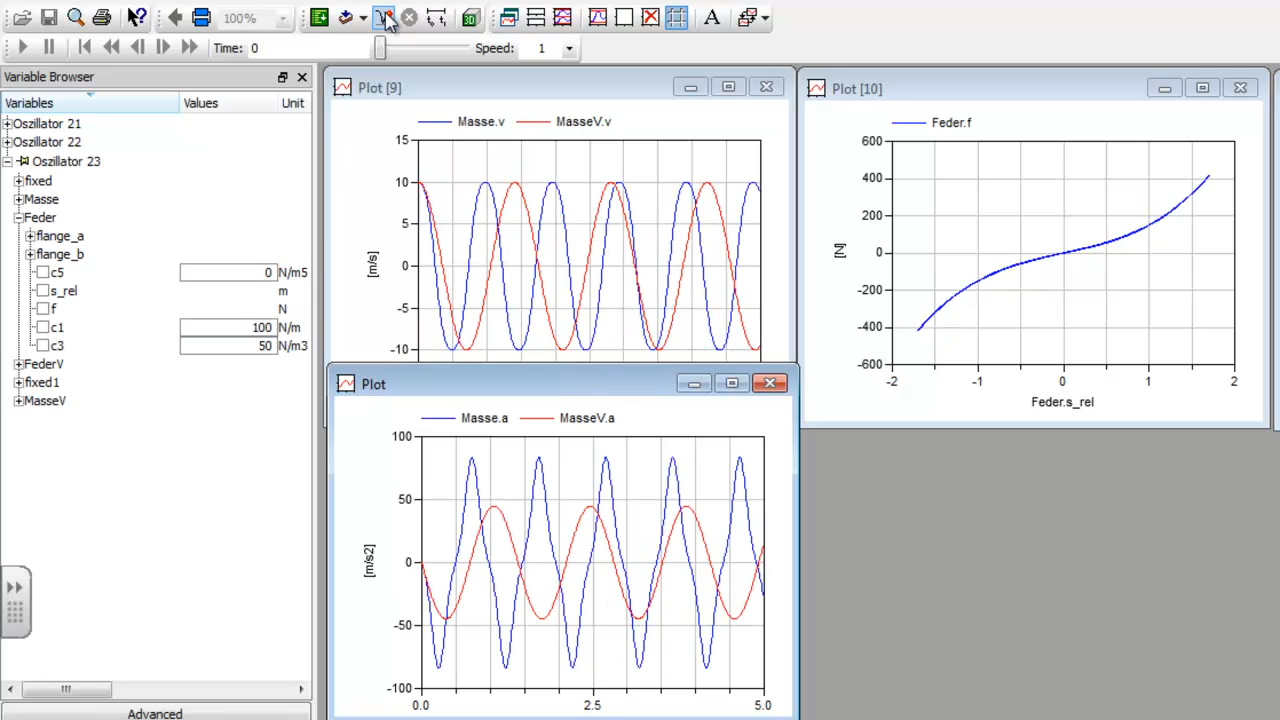 100%
3D
A
Time: 0
Speed: 1
Variable Browser
Variables Values Unit
Oszillator 21
Oszillator 22
Oszillator 23
fixed
Masse
Feder
flange_a
flange_b
c5 0 N/m5
s_rel m
f N
c1 100 N/m
c3 50 N/m3
FederV
fixed1
MasseV
Advanced
Plot [9]
Masse.v MasseV.v
15
10
5
0
-5
-10
[m/s]
Plot [10]
Feder.f
600
400
200
0
-200
-400
-600
[N]
-2 -1 0 1 2
Feder.s_rel
Plot
Masse.a MasseV.a
100
50
0
-50
-100
[m/s2]
0.0 2.5 5.0